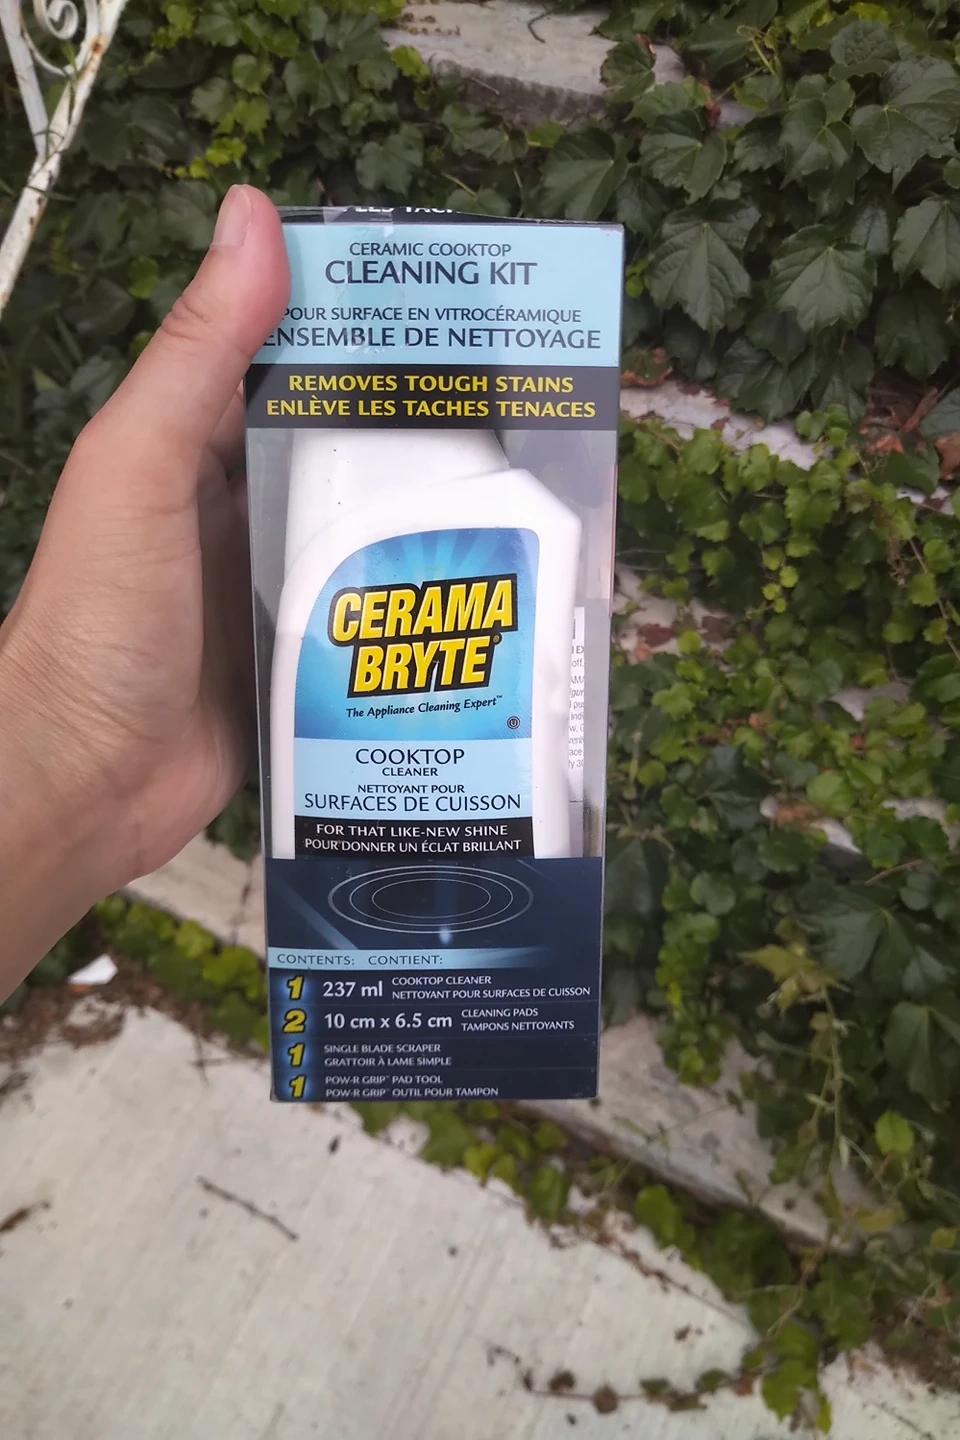 CERAMIC COOKTOP
CLEANING KIT
POUR SURFACE EN VITROCÉRAMIQUE
ENSEMBLE DE NETTOYAGE
REMOVES TOUGH STAINS
ENLÈVE LES TACHES TENACES
CERAMA
BRYTE®
The Appliance Cleaning Expert™
COOKTOP
CLEANER
NETTOYANT POUR
SURFACES DE CUISSON
FOR THAT LIKE-NEW SHINE
POUR DONNER UN ÉCLAT BRILLANT
CONTENTS: CONTIENT:
1 237 ml COOKTOP CLEANER
NETTOYANT POUR SURFACES DE CUISSON
2 10 cm x 6.5 cm CLEANING PADS
TAMPONS NETTOYANTS
1 SINGLE BLADE SCRAPER
GRATTOIR À LAME SIMPLE
1 POW-R GRIP™ PAD TOOL
POW-R GRIP™ OUTIL POUR TAMPON